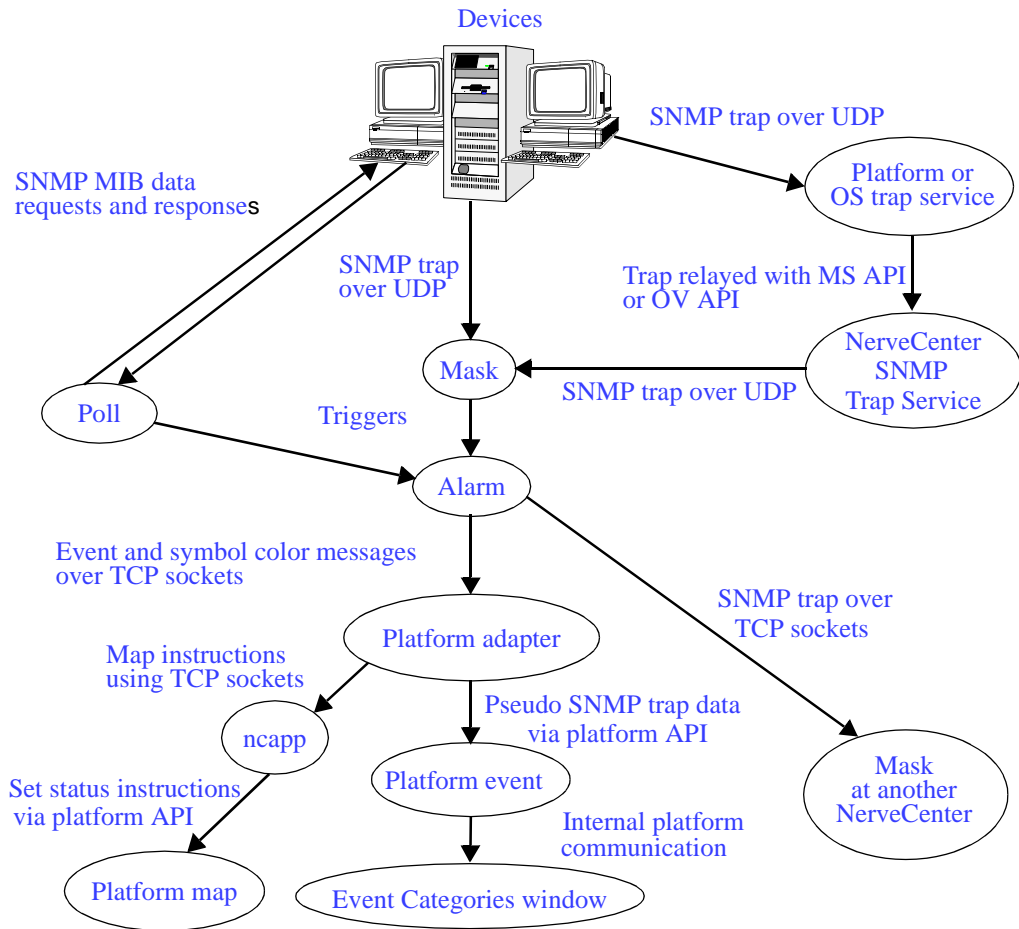 Devices
SNMP trap over UDP
SNMP MIB data
requests and responses
Platform or
OS trap service
SNMP trap
over UDP
Trap relayed with MS API
or OV API
NerveCenter
SNMP
Trap Service
Mask
SNMP trap over UDP
Poll
Triggers
Alarm
Event and symbol color messages
over TCP sockets
SNMP trap over
TCP sockets
Platform adapter
Map instructions
using TCP sockets
Pseudo SNMP trap data
via platform API
ncapp
Platform event
Mask
at another
NerveCenter
Set status instructions
via platform API
Internal platform
communication
Platform map
Event Categories window